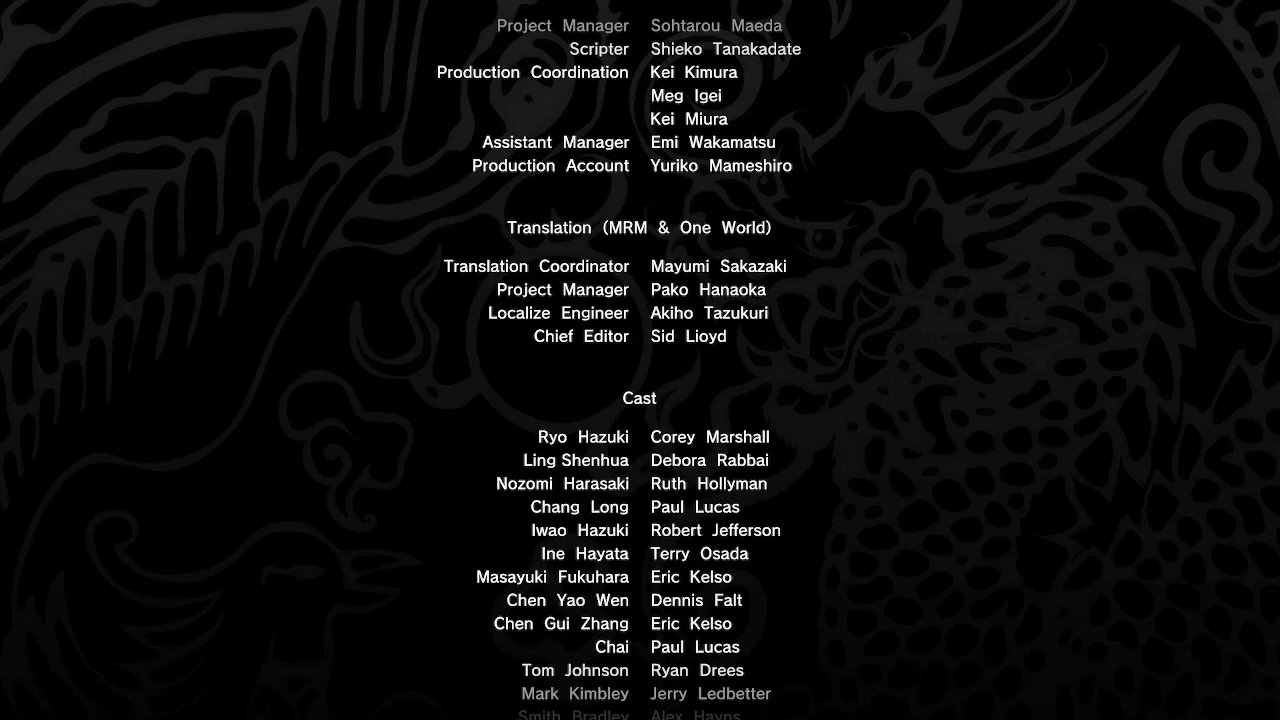 Project Manager Sohtarou Maeda
Scripter Shieko Tanakadate
Production Coordination Kei Kimura
Meg Igei
Kei Miura
Assistant Manager Emi Wakamatsu
Production Account Yuriko Mameshiro
Translation (MRM & One World)
Translation Coordinator Mayumi Sakazaki
Project Manager Pako Hanaoka
Localize Engineer Akiho Tazukuri
Chief Editor Sid Lioyd
Cast
Ryo Hazuki Corey Marshall
Ling Shenhua Debora Rabbai
Nozomi Harasaki Ruth Hollyman
Chang Long Paul Lucas
Iwao Hazuki Robert Jefferson
Ine Hayata Terry Osada
Masayuki Fukuhara Eric Kelso
Chen Yao Wen Dennis Falt
Chen Gui Zhang Eric Kelso
Chai Paul Lucas
Tom Johnson Ryan Drees
Mark Kimbley Jerry Ledbetter
Smith Bradley Alex Hayns